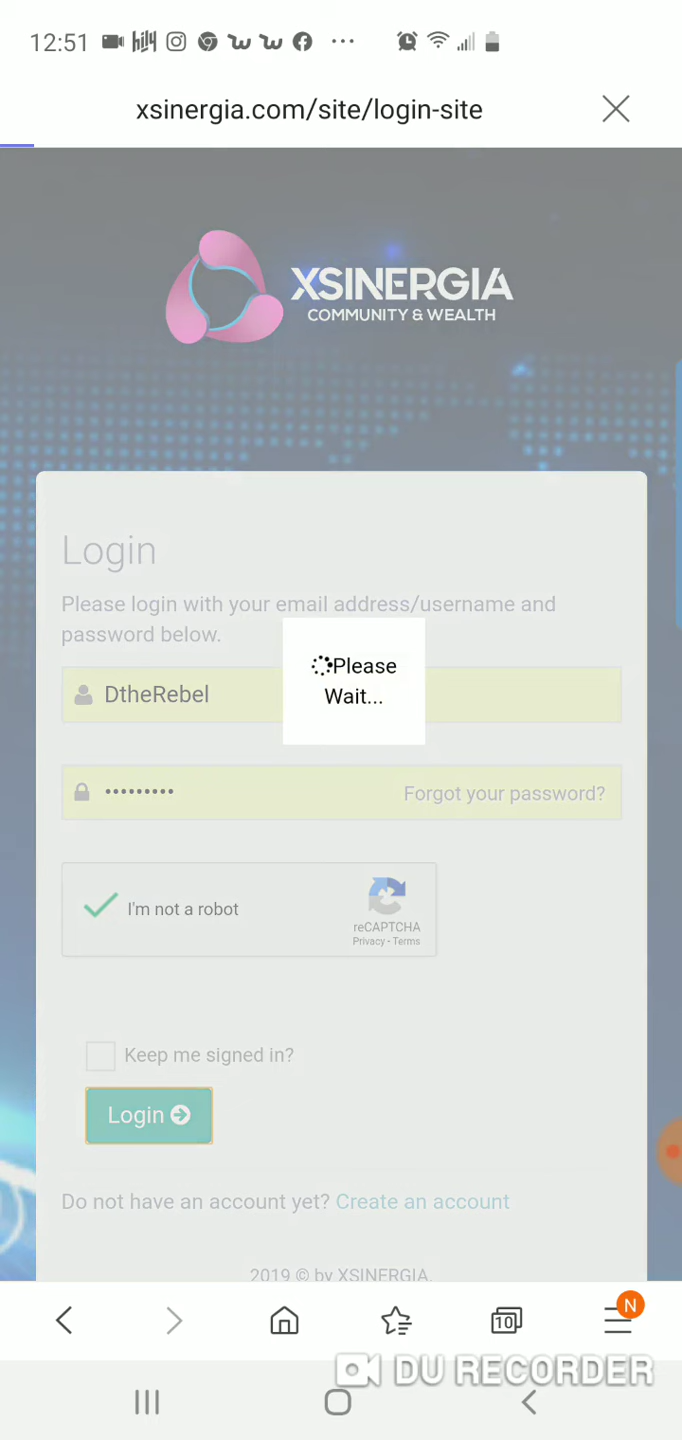 12:51 hily
xsinergia.com/site/login-site
XSINERGIA
COMMUNITY & WEALTH
Login
Please login with your email address/username and
password below.
Please
Wait...
DtheRebel
••••••••• Forgot your password?
I'm not a robot
reCAPTCHA
Privacy - Terms
Keep me signed in?
Login
Do not have an account yet? Create an account
2019 © by XSINERGIA.
N
10
DU RECORDER